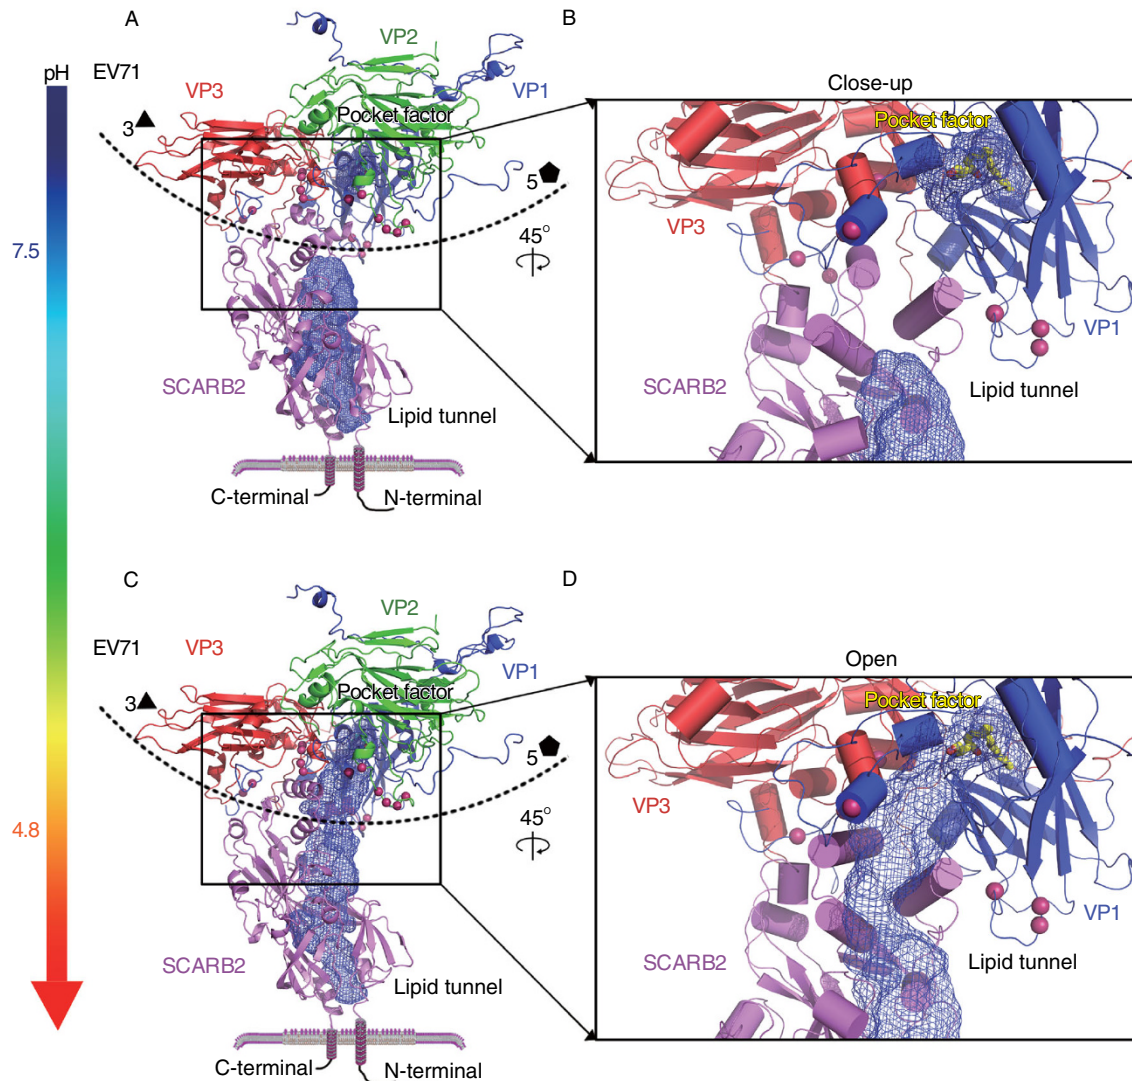 A
B
pH
EV71
VP3
VP2
VP1
3
Pocket factor
5
7.5
45°
SCARB2
Lipid tunnel
C-terminal
N-terminal
Close-up
Pocket factor
VP3
VP1
SCARB2
Lipid tunnel
C
D
EV71
VP3
VP2
VP1
3
Pocket factor
5
4.8
45°
SCARB2
Lipid tunnel
C-terminal
N-terminal
Open
Pocket factor
VP3
VP1
SCARB2
Lipid tunnel